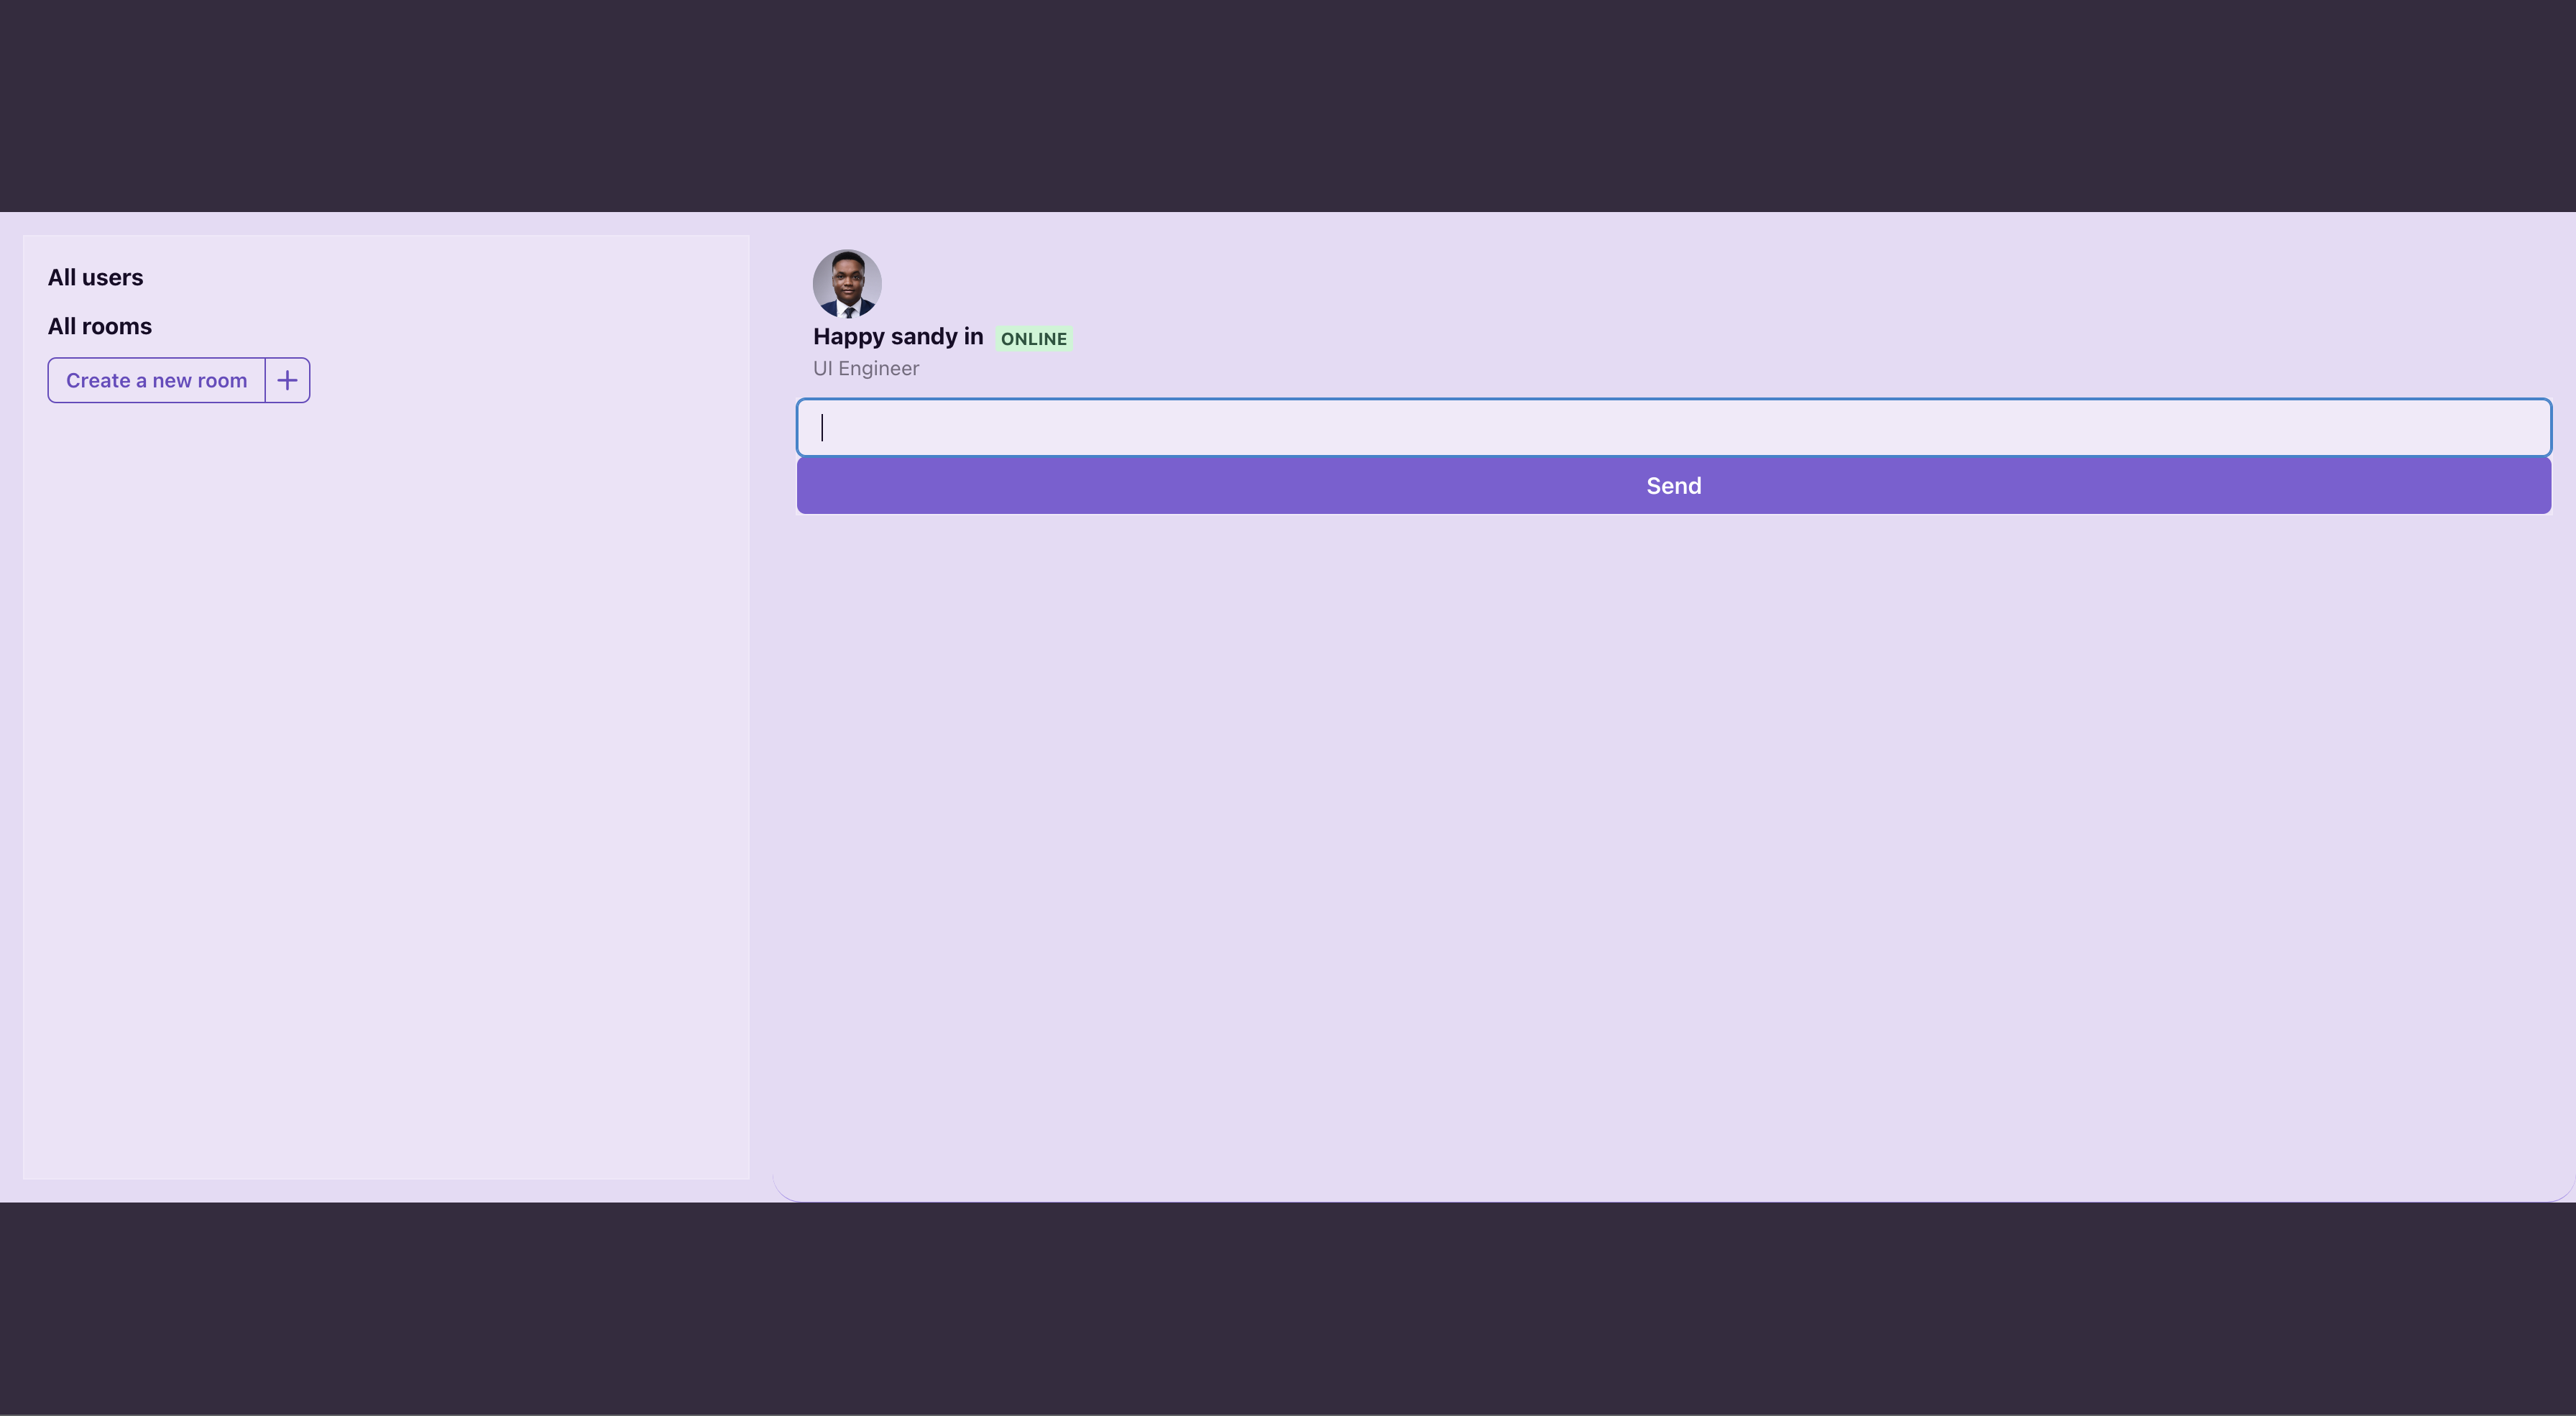 All users
All rooms
Create a new room
Happy sandy in ONLINE
UI Engineer
Send